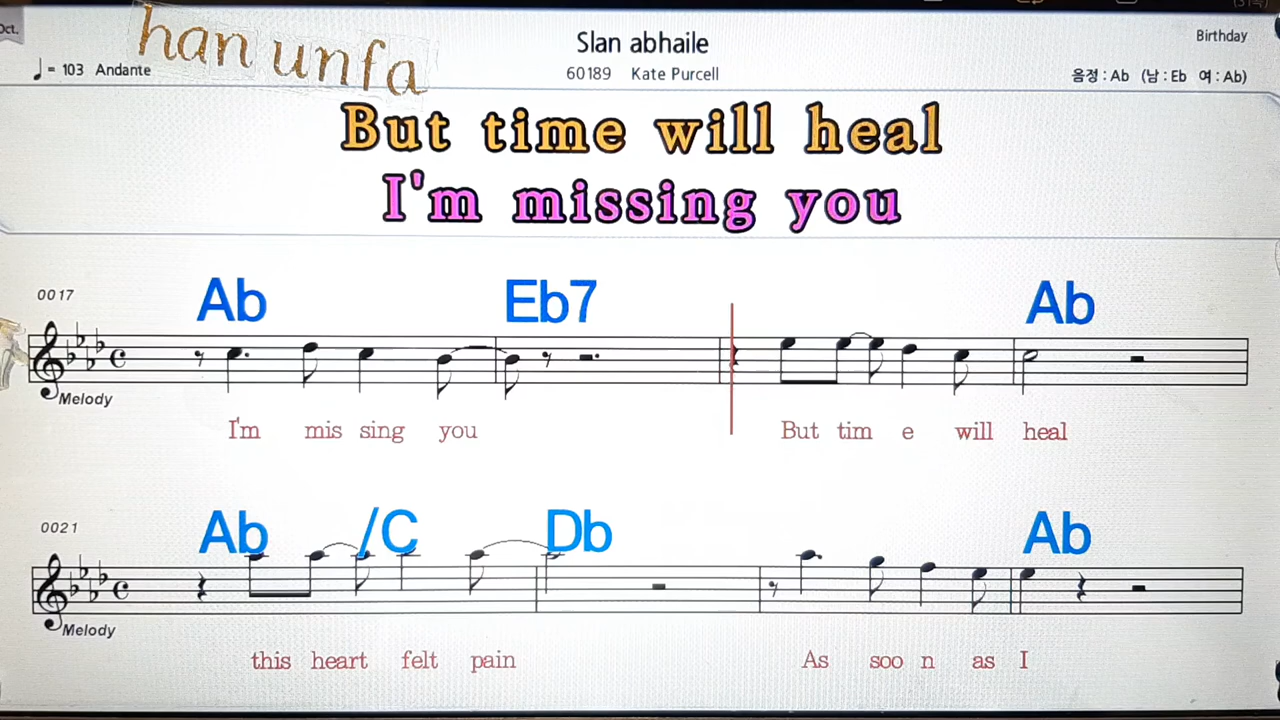 Oct.
han unfa
Slan abhaile
Birthday
♩= 103 Andante
60189 Kate Purcell
음정 : Ab (남 : Eb 여 : Ab)
But time will heal
I'm missing you
0017
Ab Eb7 Ab
Melody
I'm mis sing you But tim e will heal
0021
Ab /C Db Ab
Melody
this heart felt pain As soo n as I